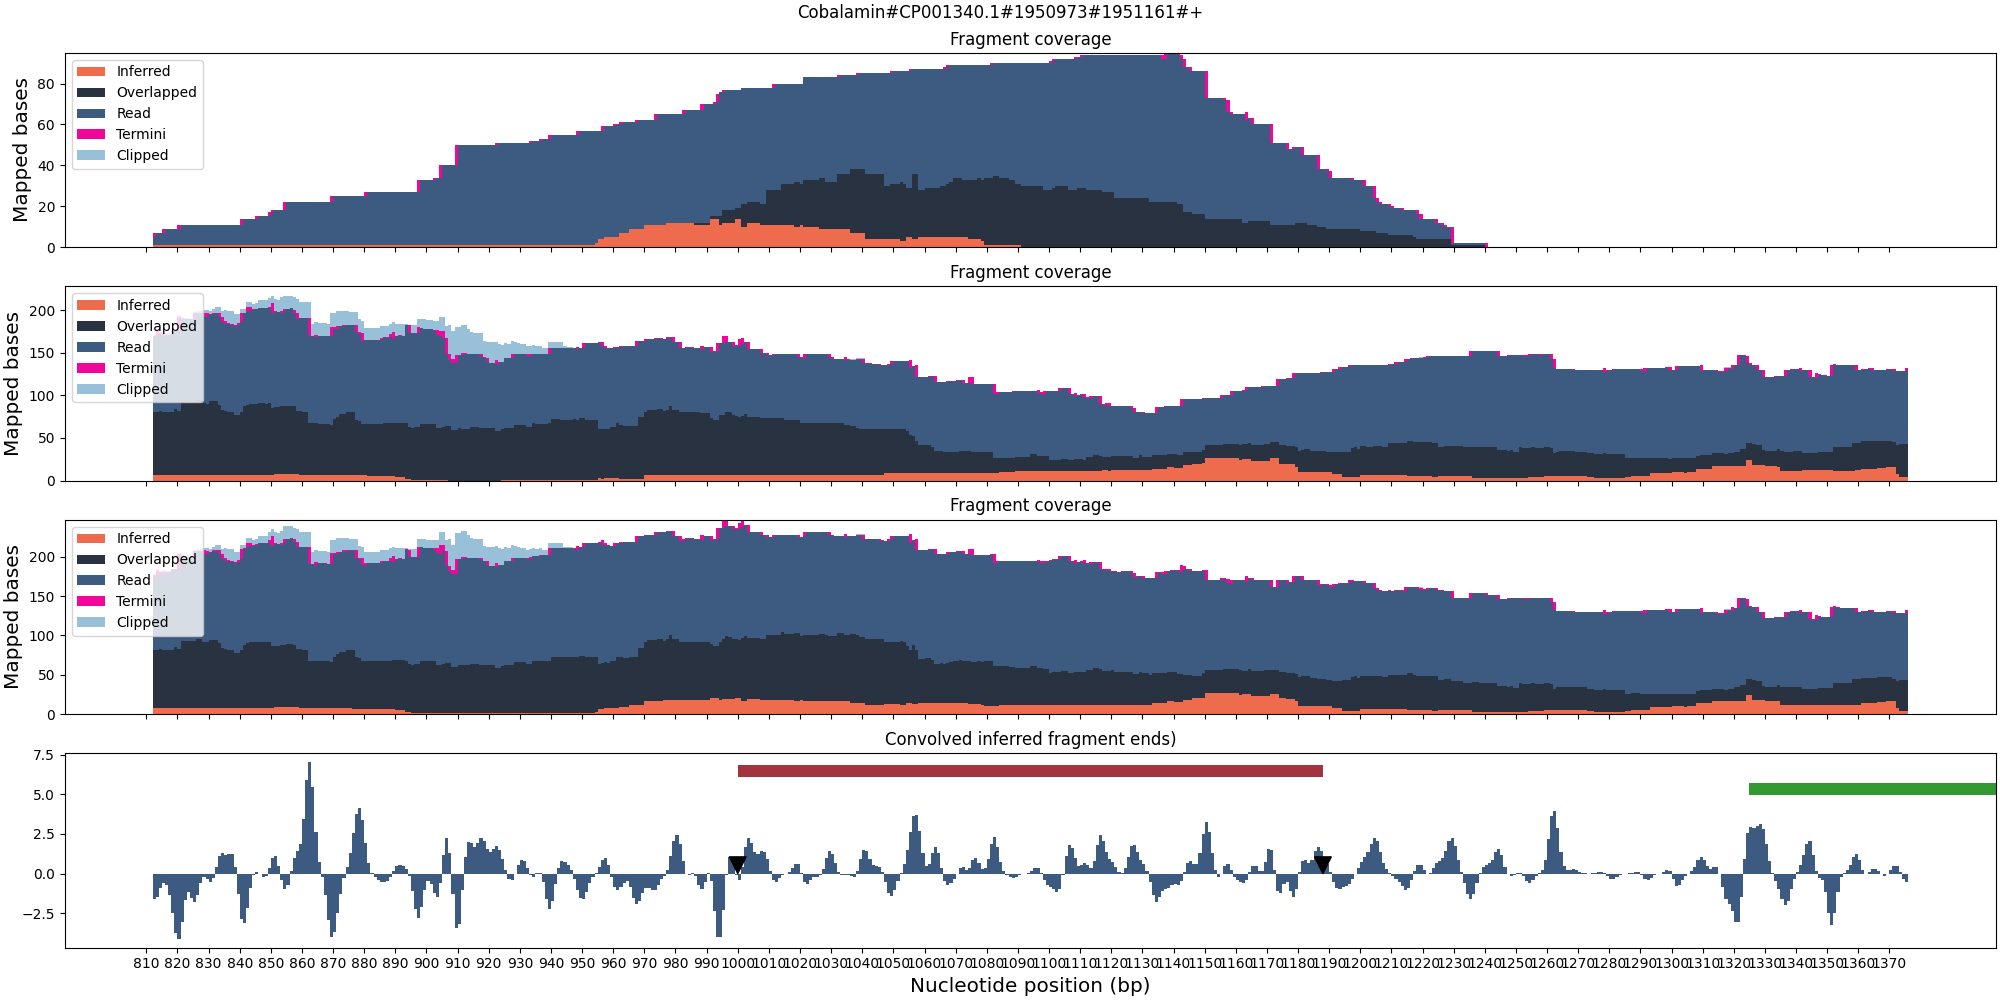 Cobalamin#CP001340.1#1950973#1951161#+
Fragment coverage
Mapped bases
80
60
40
20
0
Inferred
Overlapped
Read
Termini
Clipped
Fragment coverage
Mapped bases
200
150
100
50
0
Inferred
Overlapped
Read
Termini
Clipped
Fragment coverage
Mapped bases
200
150
100
50
0
Inferred
Overlapped
Read
Termini
Clipped
Convolved inferred fragment ends)
7.5
5.0
2.5
0.0
−2.5
810 820 830 840 850 860 870 880 890 900 910 920 930 940 950 960 970 980 990 1000 1010 1020 1030 1040 1050 1060 1070 1080 1090 1100 1110 1120 1130 1140 1150 1160 1170 1180 1190 1200 1210 1220 1230 1240 1250 1260 1270 1280 1290 1300 1310 1320 1330 1340 1350 1360 1370
Nucleotide position (bp)